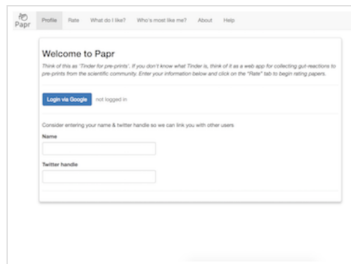 Papr
Profile Rate What do I like? Who is most like me? About Help
Welcome to Papr
Think of this as 'Tinder for pre-prints'. If you don't know what Tinder is, think of it as a web app for collecting gut-reactions to
pre-prints from the scientific community. Enter your information below and click on the "Rate" tab to begin rating papers.
Login via Google not logged in
Consider entering your name & twitter handle so we can link you with other users
Name
Twitter handle